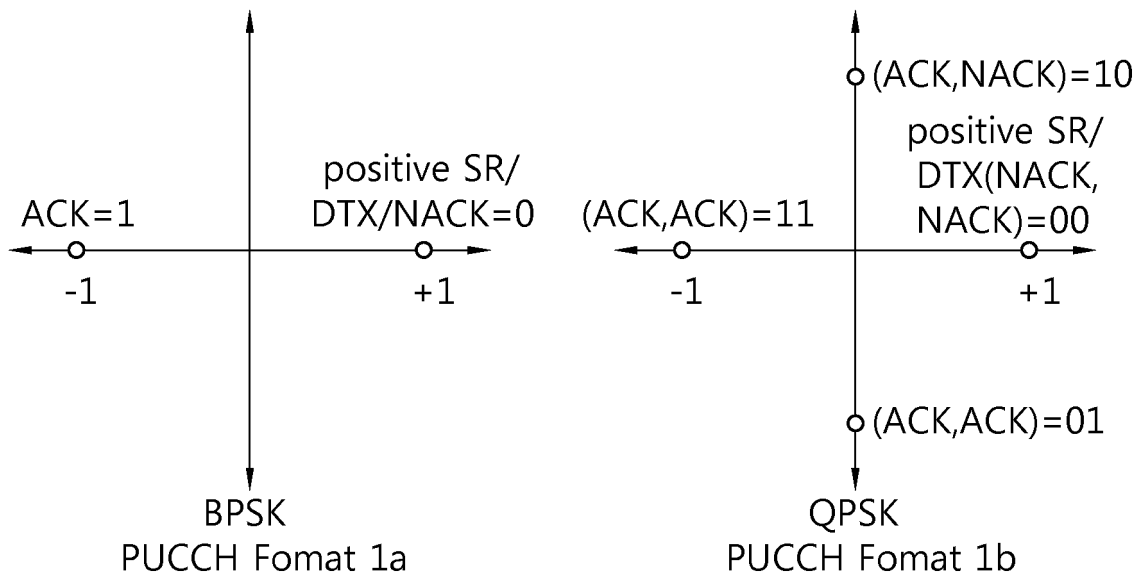 positive SR/
DTX/NACK=0
ACK=1
-1
+1
BPSK
PUCCH Fomat 1a
(ACK,NACK)=10
positive SR/
DTX(NACK,
NACK)=00
(ACK,ACK)=11
-1
+1
(ACK,ACK)=01
QPSK
PUCCH Fomat 1b